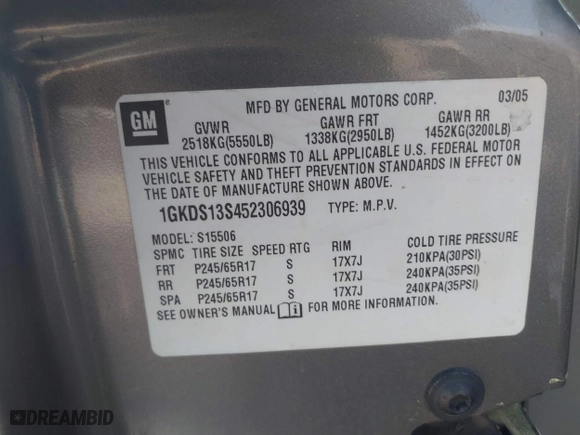 GM
MFD BY GENERAL MOTORS CORP. 03/05
GVWR GAWR FRT GAWR RR
2518KG(5550LB) 1338KG(2950LB) 1452KG(3200LB)
THIS VEHICLE CONFORMS TO ALL APPLICABLE U.S. FEDERAL MOTOR
VEHICLE SAFETY AND THEFT PREVENTION STANDARDS IN EFFECT ON
THE DATE OF MANUFACTURE SHOWN ABOVE.
1GKDS13S452306939 TYPE: M.P.V.
MODEL: S15506
SPMC TIRE SIZE SPEED RTG RIM COLD TIRE PRESSURE
FRT P245/65R17 S 17X7J 210KPA(30PSI)
RR P245/65R17 S 17X7J 240KPA(35PSI)
SPA P245/65R17 S 17X7J 240KPA(35PSI)
SEE OWNER'S MANUAL i FOR MORE INFORMATION.
DREAMBID